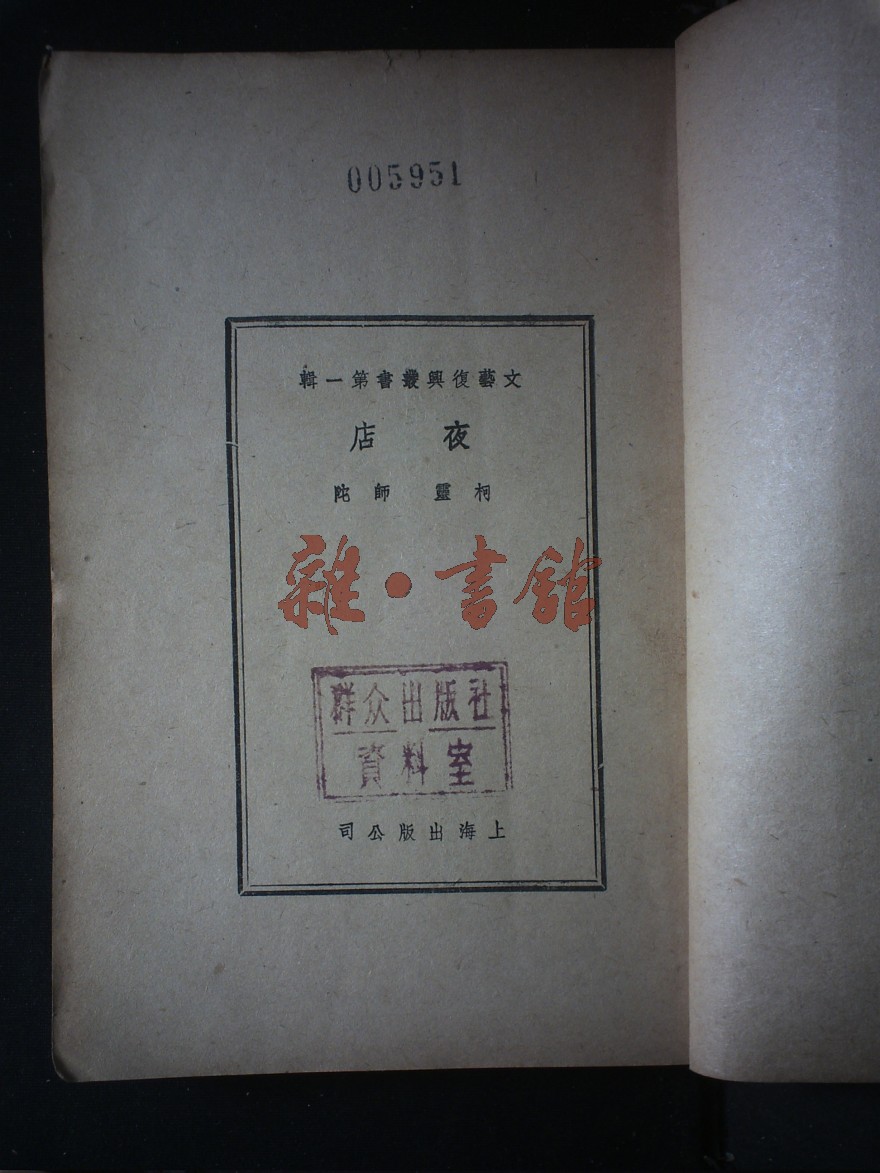 005951
文藝復興叢書第一輯
夜店
柯靈 師陀
雜·書館
群众出版社
資料室
上海出版公司